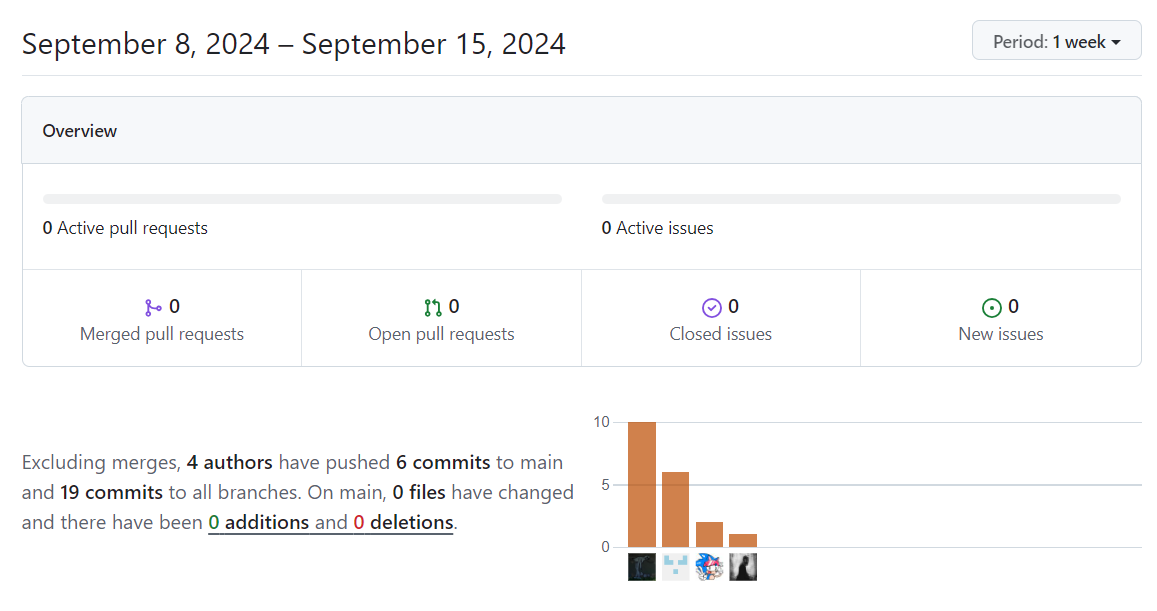 September 8, 2024 – September 15, 2024
Period: 1 week
Overview
0 Active pull requests
0 Active issues
0
Merged pull requests
0
Open pull requests
0
Closed issues
0
New issues
Excluding merges, 4 authors have pushed 6 commits to main
and 19 commits to all branches. On main, 0 files have changed
and there have been 0 additions and 0 deletions.
10
5
0